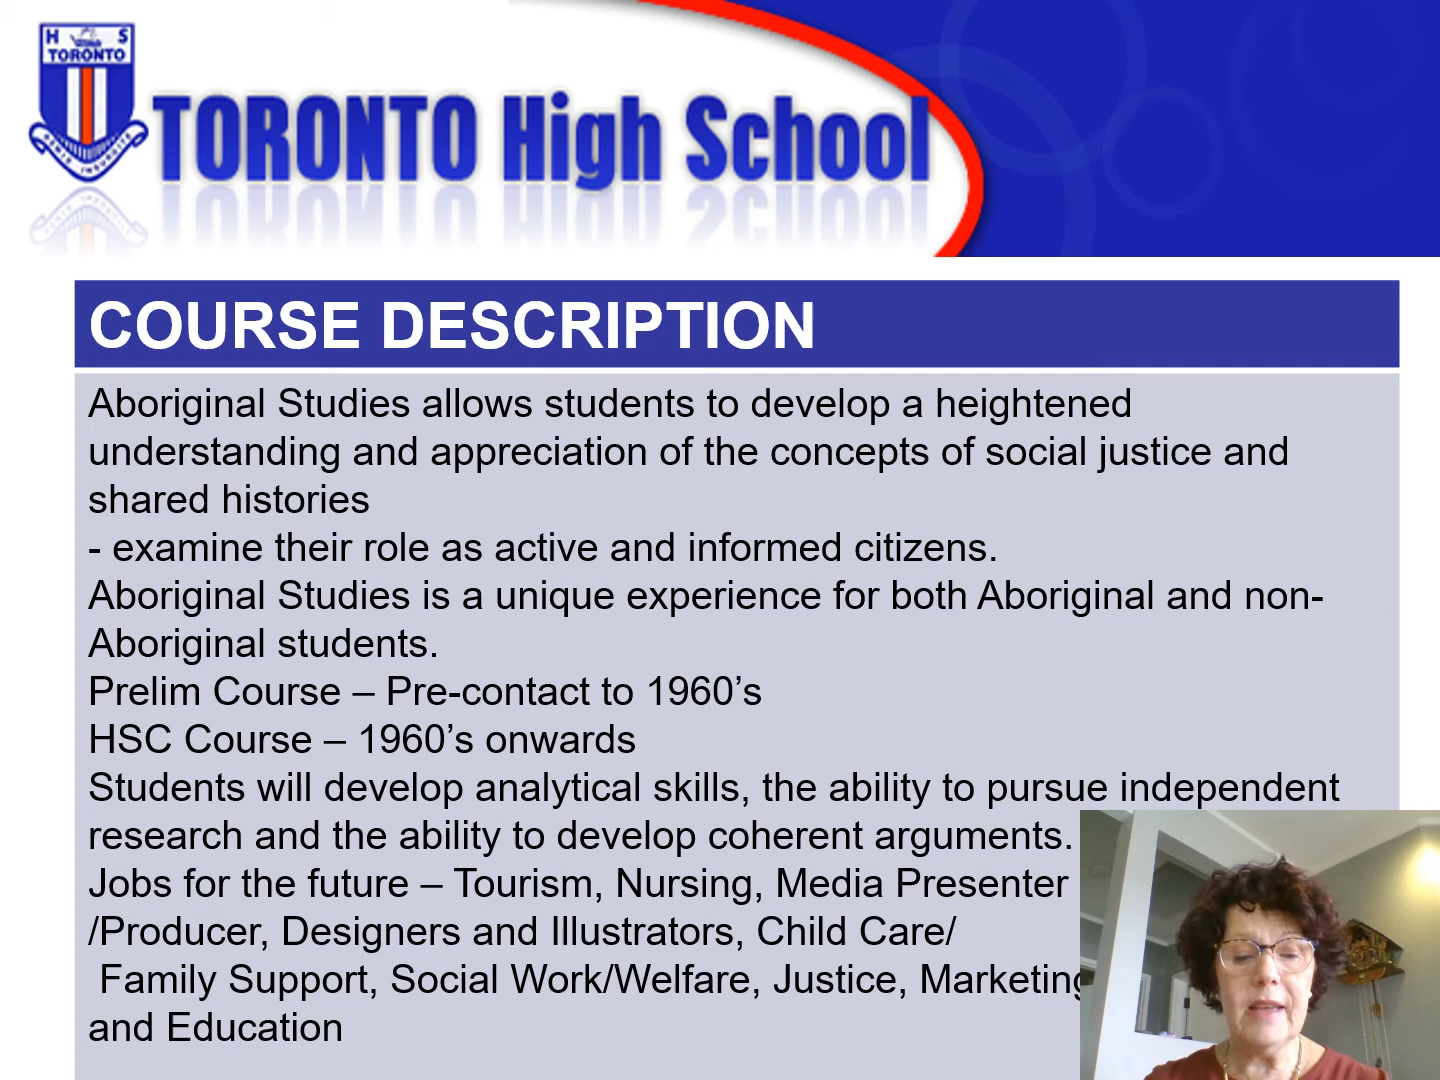 H S
TORONTO
TORONTO High School
COURSE DESCRIPTION
Aboriginal Studies allows students to develop a heightened
understanding and appreciation of the concepts of social justice and
shared histories
- examine their role as active and informed citizens.
Aboriginal Studies is a unique experience for both Aboriginal and non-
Aboriginal students.
Prelim Course – Pre-contact to 1960’s
HSC Course – 1960’s onwards
Students will develop analytical skills, the ability to pursue independent
research and the ability to develop coherent arguments.
Jobs for the future – Tourism, Nursing, Media Presenter
/Producer, Designers and Illustrators, Child Care/
Family Support, Social Work/Welfare, Justice, Marketing
and Education